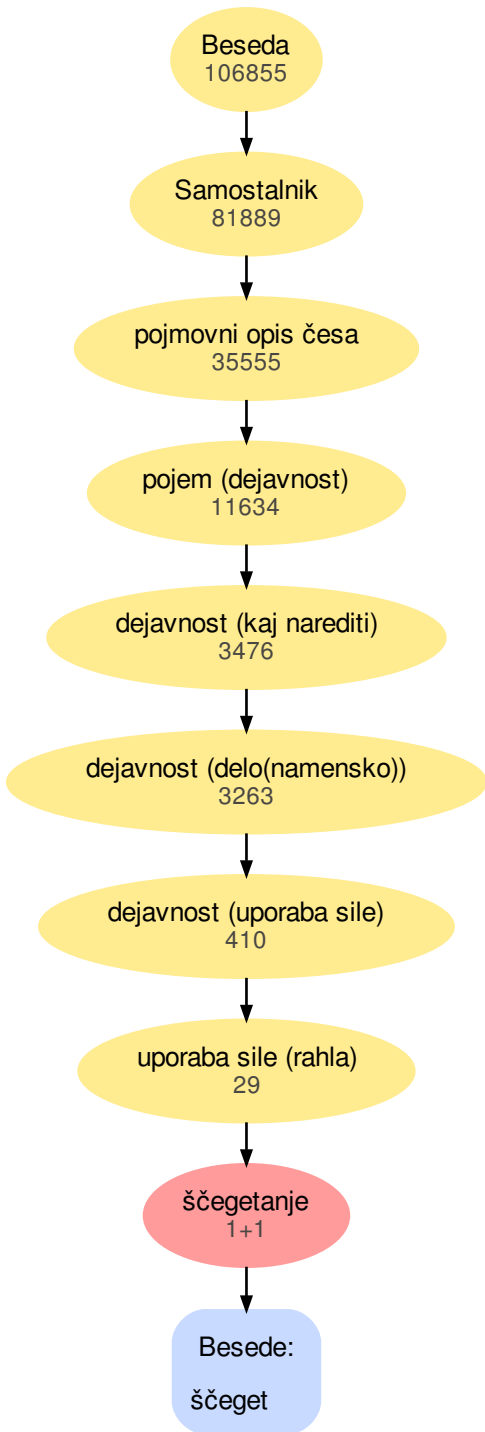 Beseda
106855
Samostalnik
81889
pojmovni opis česa
35555
pojem (dejavnost)
11634
dejavnost (kaj narediti)
3476
dejavnost (delo(namensko))
3263
dejavnost (uporaba sile)
410
uporaba sile (rahla)
29
ščegetanje
1+1
Besede:
ščeget